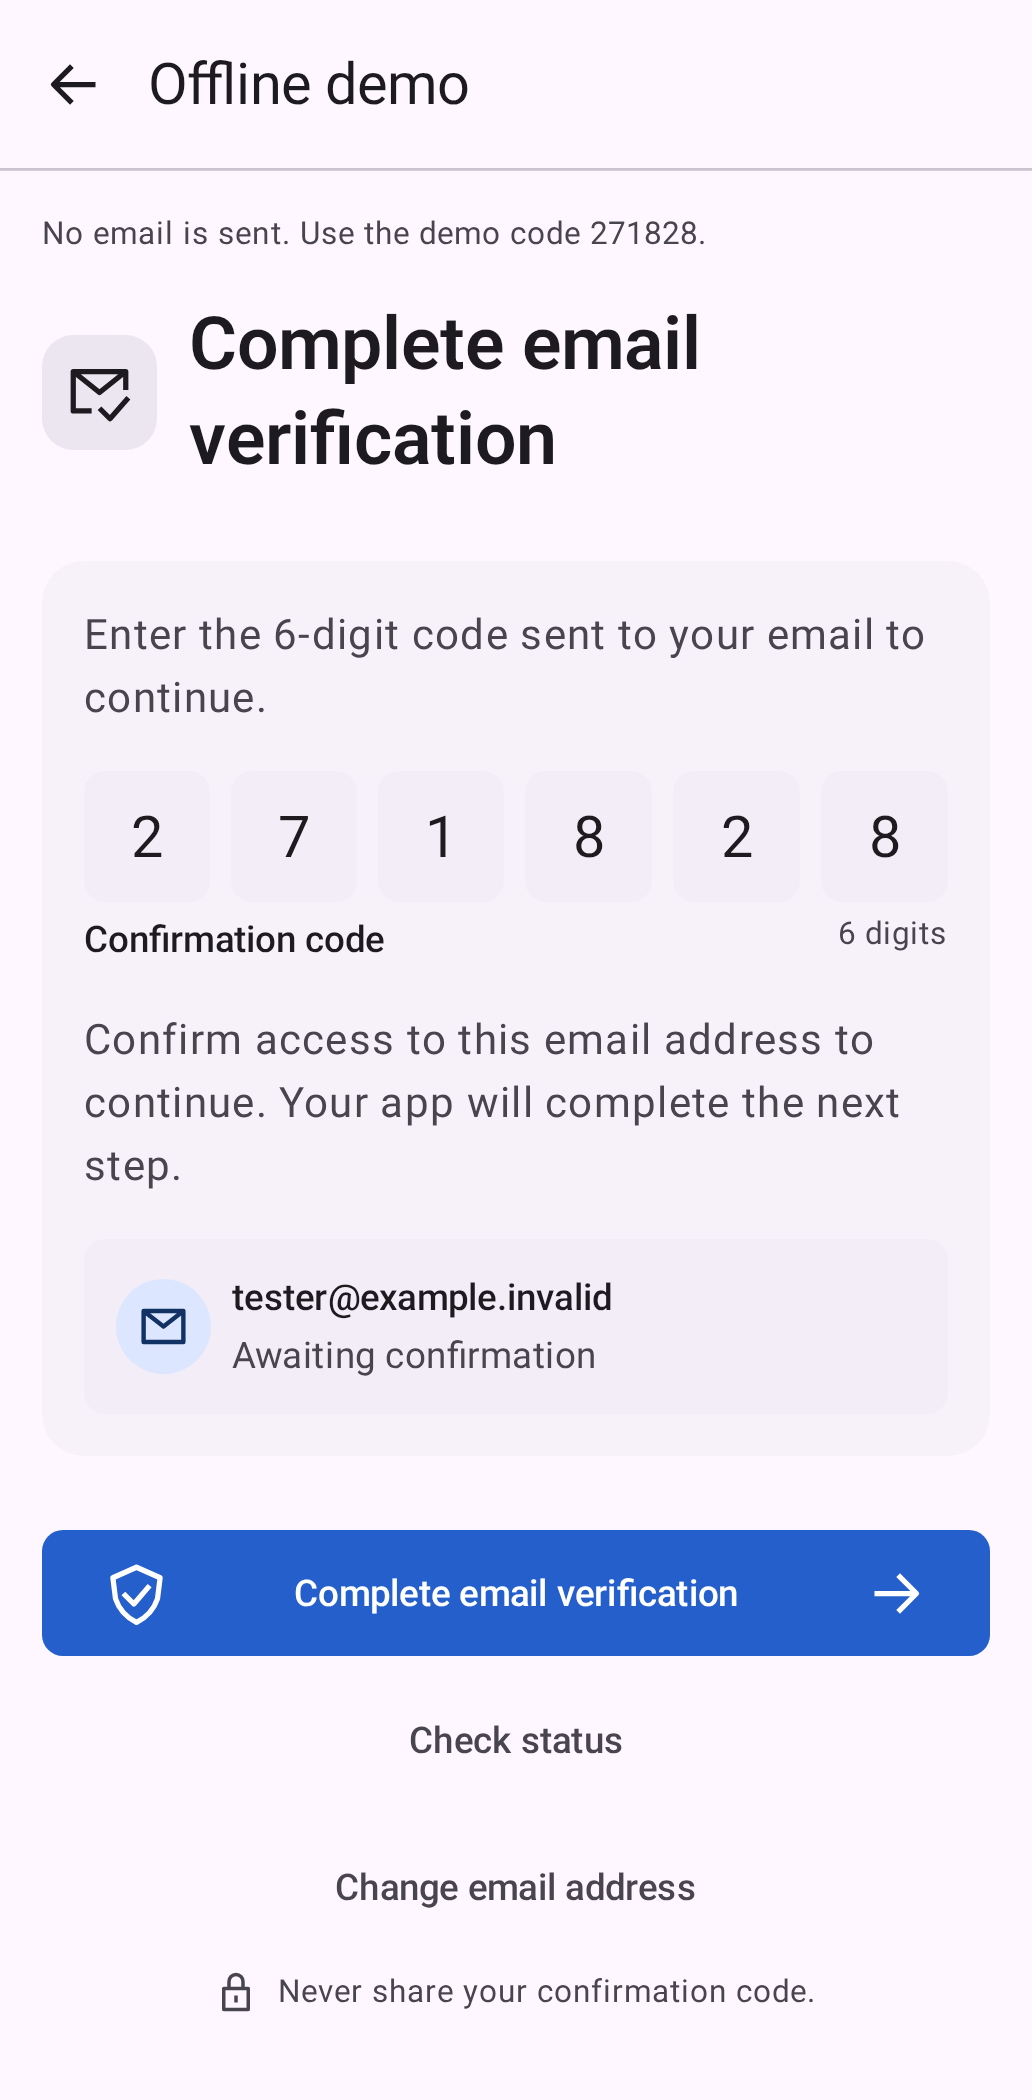 Offline demo
No email is sent. Use the demo code 271828.
Complete email
verification
Enter the 6-digit code sent to your email to
continue.
2 7 1 8 2 8
Confirmation code 6 digits
Confirm access to this email address to
continue. Your app will complete the next
step.
tester@example.invalid
Awaiting confirmation
Complete email verification
Check status
Change email address
Never share your confirmation code.